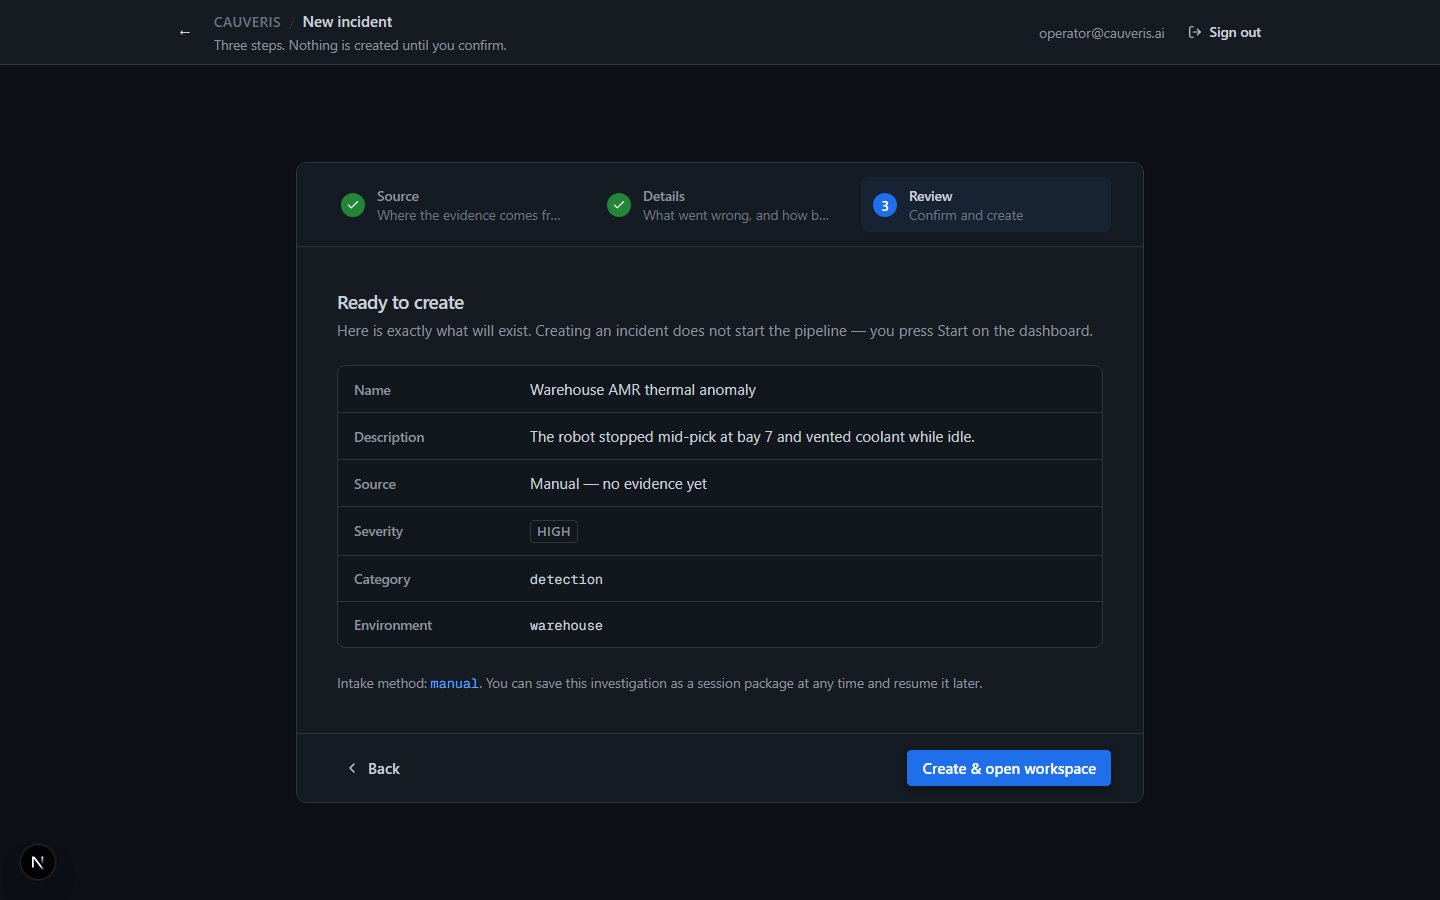 ←
CAUVERIS / New incident
Three steps. Nothing is created until you confirm.
operator@cauveris.ai
Sign out
Source
Where the evidence comes fr...
Details
What went wrong, and how b...
3
Review
Confirm and create
Ready to create
Here is exactly what will exist. Creating an incident does not start the pipeline — you press Start on the dashboard.
Name Warehouse AMR thermal anomaly
Description The robot stopped mid-pick at bay 7 and vented coolant while idle.
Source Manual — no evidence yet
Severity HIGH
Category detection
Environment warehouse
Intake method: manual. You can save this investigation as a session package at any time and resume it later.
Back
Create & open workspace
N